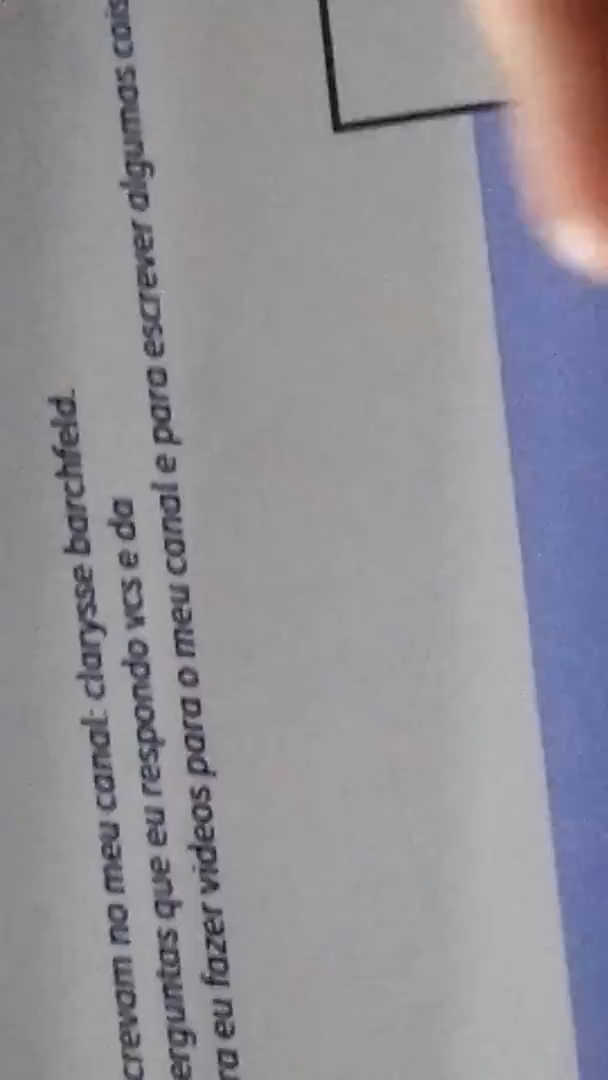 crevam no meu canal: clarysse barchfeld.
erguntas que eu respondo vcs e da
ra eu fazer videos para o meu canal e para escrever algumas cois